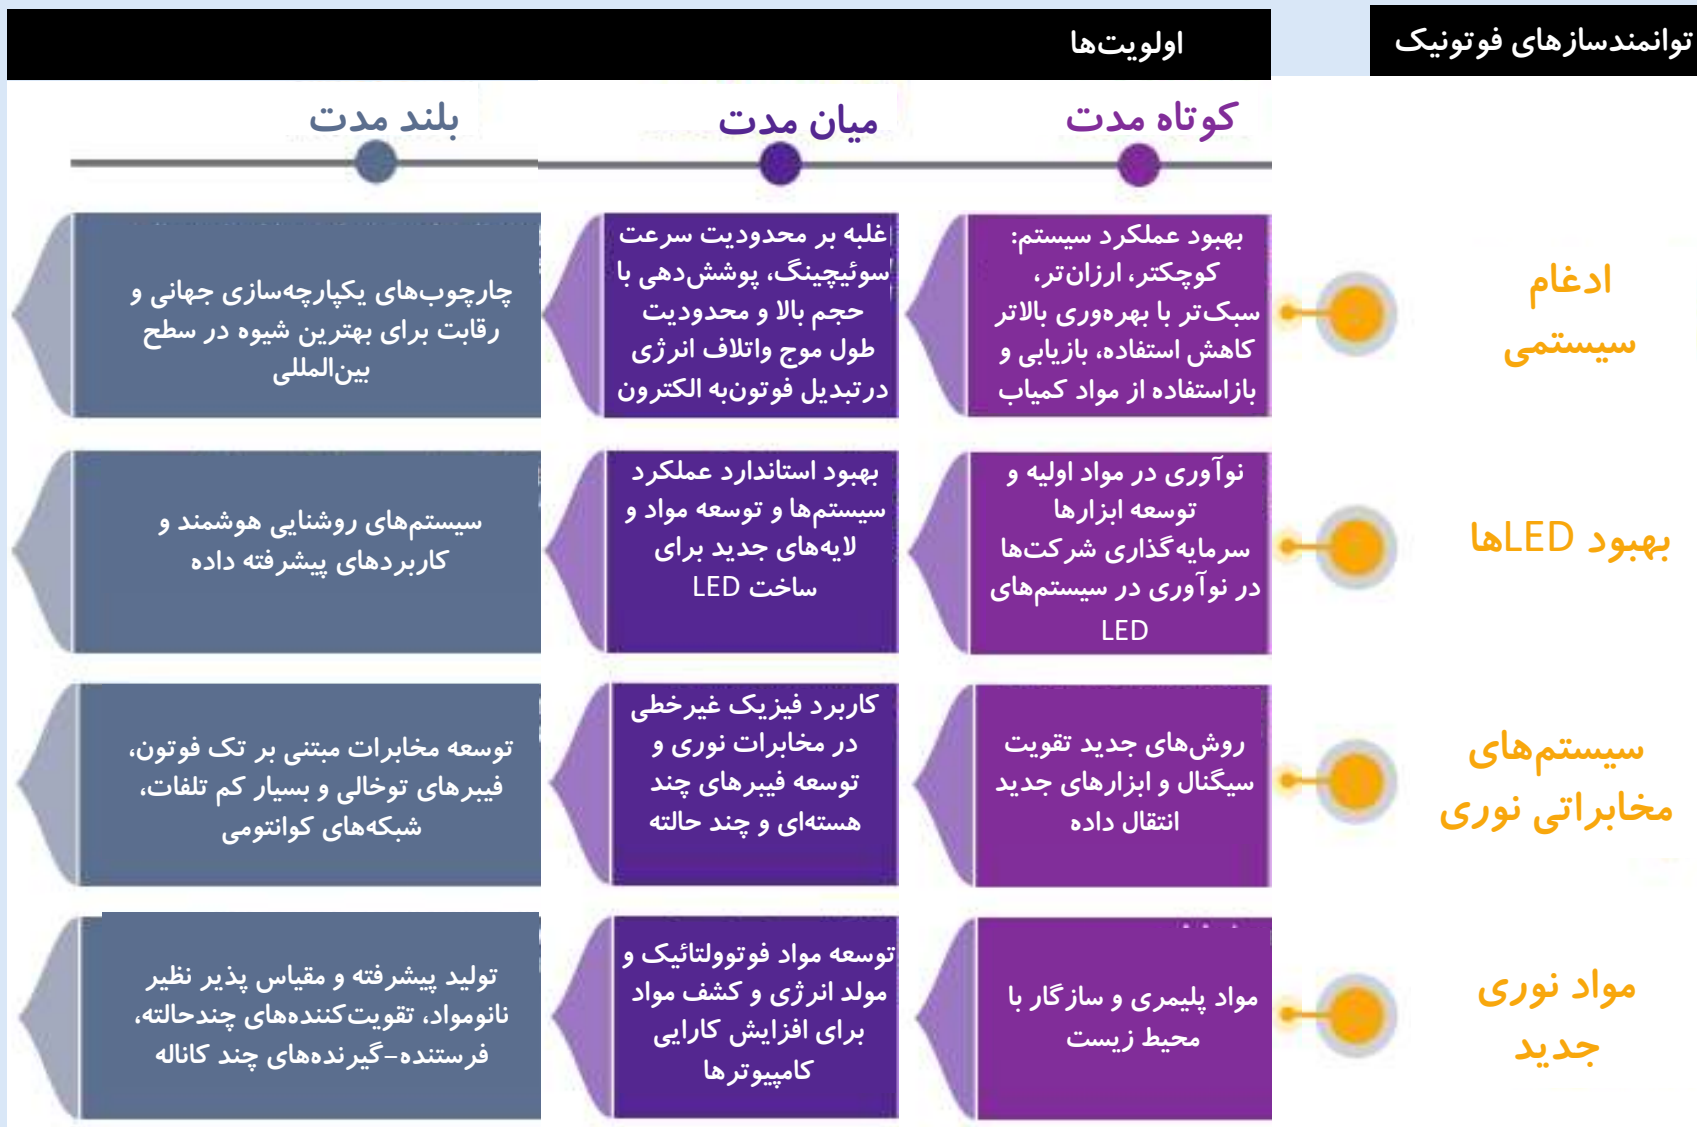 توانمندسازهای فوتونیک
اولویت‌ها
کوتاه مدت
میان مدت
بلند مدت
ادغام
سیستمی
بهبود عملکرد سیستم:
کوچکتر، ارزان‌تر،
سبک‌تر با بهره‌وری بالاتر
کاهش استفاده، بازیابی و
بازاستفاده از مواد کمیاب
غلبه بر محدودیت سرعت
سوئیچینگ، پوشش‌دهی با
حجم بالا و محدودیت
طول موج واتلاف انرژی
درتبدیل فوتون‌به الکترون
چارچوب‌های یکپارچه‌سازی جهانی و
رقابت برای بهترین شیوه در سطح
بین‌المللی
بهبود LEDها
نوآوری در مواد اولیه و
توسعه ابزارها
سرمایه‌گذاری شرکت‌ها
در نوآوری در سیستم‌های
LED
بهبود استاندارد عملکرد
سیستم‌ها و توسعه مواد و
لایه‌های جدید برای
ساخت LED
سیستم‌های روشنایی هوشمند و
کاربردهای پیشرفته داده
سیستم‌های
مخابراتی نوری
روش‌های جدید تقویت
سیگنال و ابزارهای جدید
انتقال داده
کاربرد فیزیک غیرخطی
در مخابرات نوری و
توسعه فیبرهای چند
هسته‌ای و چند حالته
توسعه مخابرات مبتنی بر تک فوتون،
فیبرهای توخالی و بسیار کم تلفات،
شبکه‌های کوانتومی
مواد نوری
جدید
مواد پلیمری و سازگار با
محیط زیست
توسعه مواد فوتوولتائیک و
مولد انرژی و کشف مواد
برای افزایش کارایی
کامپیوترها
تولید پیشرفته و مقیاس پذیر نظیر
نانومواد، تقویت‌کننده‌های چندحالته،
فرستنده-گیرنده‌های چند کاناله